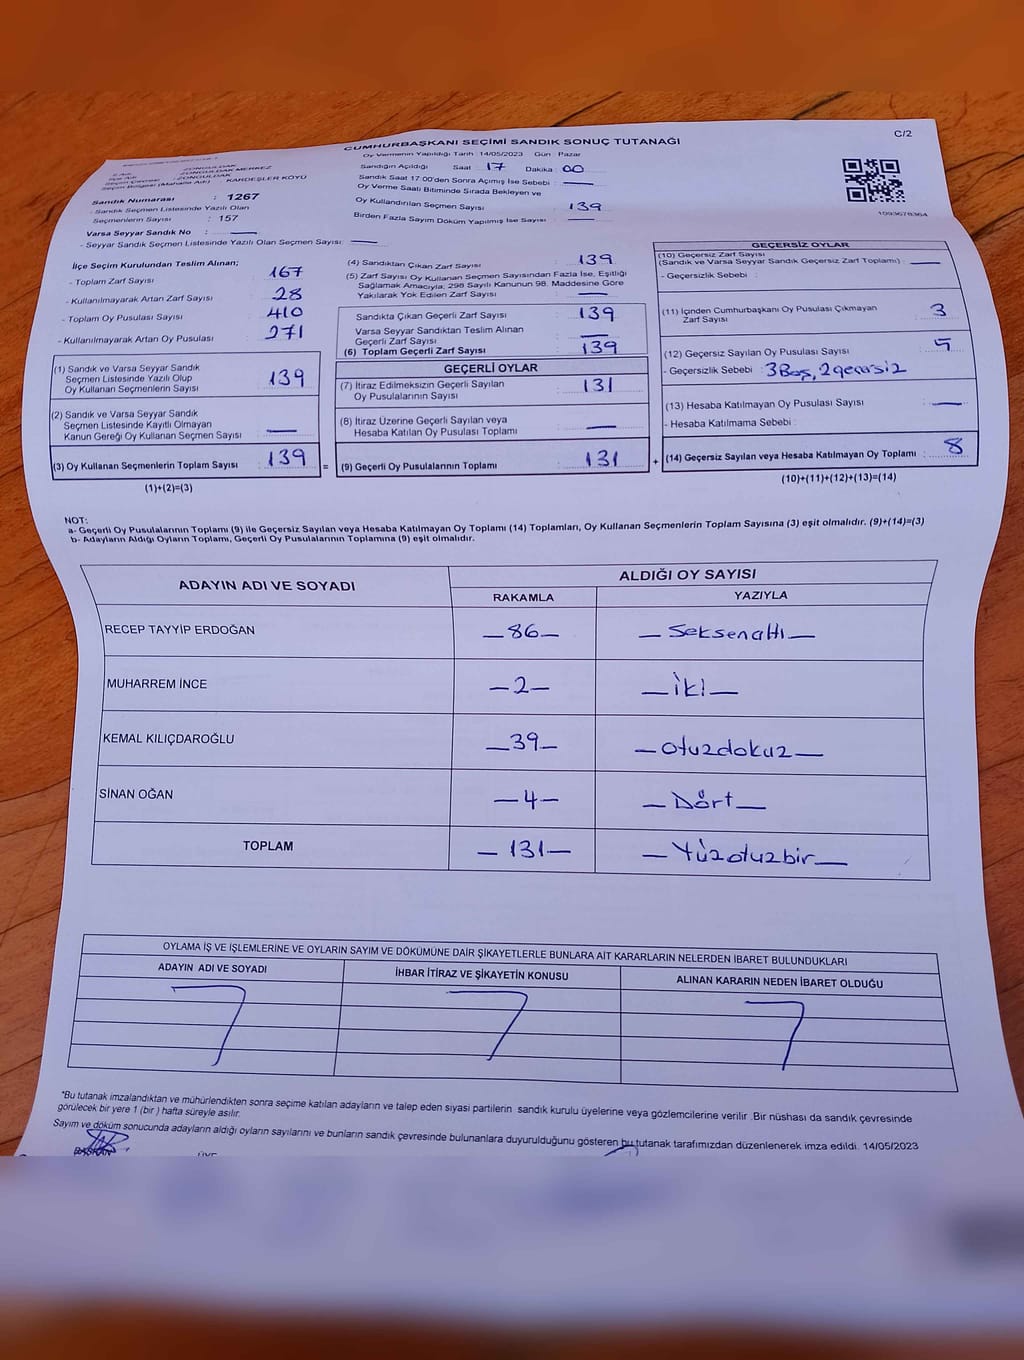 CUMHURBAŞKANI SEÇİMİ SANDIK SONUÇ TUTANAĞI
C/2
Oy Vermenin Yapıldığı Tarih 14/05/2023 Gün : Pazar
Sandığın Açıldığı Saat 17 Dakika 00
Sandık Saat 17:00'den Sonra Açılmış İse Sebebi :
Oy Verme Saati Bitiminde Sırada Bekleyen ve
Oy Kullandırılan Seçmen Sayısı : 139
Birden Fazla Sayım Döküm Yapılmış İse Sayısı :
1093678364
: ZONGULDAK
ZONGULDAK MERKEZ
: ZONGULDAK
Seçim Bölgesi (Mahalle Adı) : KARDEŞLER KÖYÜ
Sandık Numarası : 1267
- Sandık Seçmen Listesinde Yazılı Olan
Seçmenlerin Sayısı : 157
Varsa Seyyar Sandık No :
- Seyyar Sandık Seçmen Listesinde Yazılı Olan Seçmen Sayısı:
İlçe Seçim Kurulundan Teslim Alınan;
- Toplam Zarf Sayısı : 167
- Kullanılmayarak Artan Zarf Sayısı : 28
- Toplam Oy Pusulası Sayısı : 410
- Kullanılmayarak Artan Oy Pusulası : 271
(1) Sandık ve Varsa Seyyar Sandık
Seçmen Listesinde Yazılı Olup
Oy Kullanan Seçmenlerin Sayısı : 139
(2) Sandık ve Varsa Seyyar Sandık
Seçmen Listesinde Kayıtlı Olmayan
Kanun Gereği Oy Kullanan Seçmen Sayısı :
(3) Oy Kullanan Seçmenlerin Toplam Sayısı : 139 =
(1)+(2)=(3)
(4) Sandıktan Çıkan Zarf Sayısı : 139
(5) Zarf Sayısı Oy Kullanan Seçmen Sayısından Fazla İse, Eşitliği
Sağlamak Amacıyla; 298 Sayılı Kanunun 98. Maddesine Göre
Yakılarak Yok Edilen Zarf Sayısı :
Sandıkta Çıkan Geçerli Zarf Sayısı : 139
Varsa Seyyar Sandıktan Teslim Alınan
Geçerli Zarf Sayısı :
(6) Toplam Geçerli Zarf Sayısı : 139
GEÇERLİ OYLAR
(7) İtiraz Edilmeksizin Geçerli Sayılan
Oy Pusulalarının Sayısı : 131
(8) İtiraz Üzerine Geçerli Sayılan veya
Hesaba Katılan Oy Pusulası Toplamı :
(9) Geçerli Oy Pusulalarının Toplamı : 131 +
GEÇERSİZ OYLAR
(10) Geçersiz Zarf Sayısı
(Sandık ve Varsa Seyyar Sandık Geçersiz Zarf Toplamı) :
- Geçersizlik Sebebi :
(11) İçinden Cumhurbaşkanı Oy Pusulası Çıkmayan
Zarf Sayısı : 3
(12) Geçersiz Sayılan Oy Pusulası Sayısı : 5
- Geçersizlik Sebebi : 3 Boş, 2 geçersiz
(13) Hesaba Katılmayan Oy Pusulası Sayısı :
- Hesaba Katılmama Sebebi :
(14) Geçersiz Sayılan veya Hesaba Katılmayan Oy Toplamı : 8
(10)+(11)+(12)+(13)=(14)
NOT:
a- Geçerli Oy Pusulalarının Toplamı (9) ile Geçersiz Sayılan veya Hesaba Katılmayan Oy Toplamı (14) Toplamları, Oy Kullanan Seçmenlerin Toplam Sayısına (3) eşit olmalıdır. (9)+(14)=(3)
b- Adayların Aldığı Oyların Toplamı, Geçerli Oy Pusulalarının Toplamına (9) eşit olmalıdır.
ADAYIN ADI VE SOYADI
ALDIĞI OY SAYISI
RAKAMLA YAZIYLA
RECEP TAYYİP ERDOĞAN –86– – Seksenaltı –
MUHARREM İNCE –2– – İki –
KEMAL KILIÇDAROĞLU –39– – otuzdokuz –
SİNAN OĞAN –4– – Dört –
TOPLAM –131– – Yüzotuzbir –
OYLAMA İŞ VE İŞLEMLERİNE VE OYLARIN SAYIM VE DÖKÜMÜNE DAİR ŞİKAYETLERLE BUNLARA AİT KARARLARIN NELERDEN İBARET BULUNDUKLARI
ADAYIN ADI VE SOYADI
İHBAR İTİRAZ VE ŞİKAYETİN KONUSU
ALINAN KARARIN NEDEN İBARET OLDUĞU
*Bu tutanak imzalandıktan ve mühürlendikten sonra seçime katılan adayların ve talep eden siyasi partilerin sandık kurulu üyelerine veya gözlemcilerine verilir .Bir nüshası da sandık çevresinde
görülecek bir yere 1 (bir ) hafta süreyle asılır.
Sayım ve döküm sonucunda adayların aldığı oyların sayılarını ve bunların sandık çevresinde bulunanlara duyurulduğunu gösteren bu tutanak tarafımızdan düzenlenerek imza edildi. 14/05/2023
BAŞKAN ÜYE